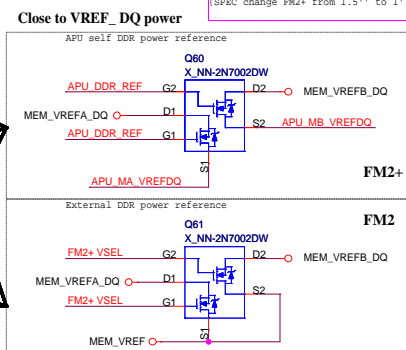 (SPEC change FM2+ from 1.5'' to 1''
Close to VREF_ DQ power
APU self DDR power reference
Q60
X_NN-2N7002DW
APU_DDR_REF G2 D2 MEM_VREFB_DQ
MEM_VREFA_DQ D1
APU_DDR_REF G1 S2 APU_MB_VREFDQ
S1
APU_MA_VREFDQ
FM2+
External DDR power reference
Q61
FM2
X_NN-2N7002DW
FM2+ VSEL G2 D2 MEM_VREFB_DQ
MEM_VREFA_DQ D1
FM2+ VSEL G1 S2
S1
MEM_VREF